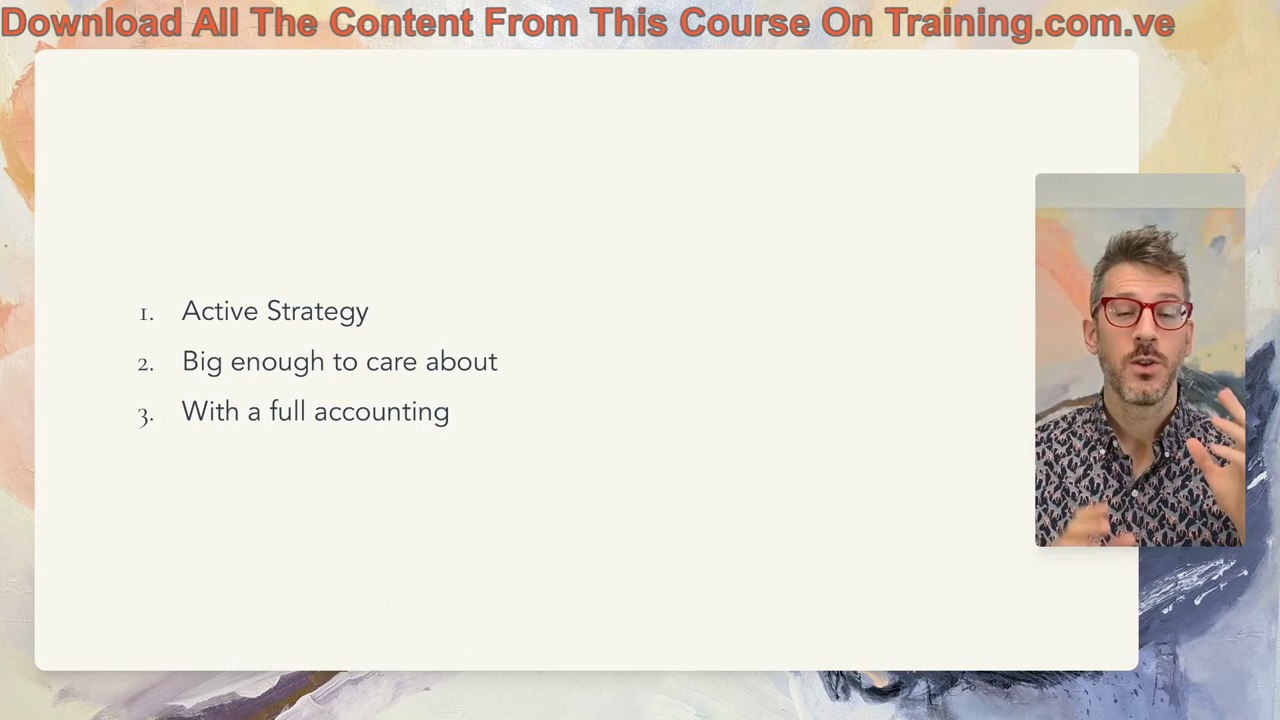 Download All The Content From This Course On Training.com.ve
1. Active Strategy
2. Big enough to care about
3. With a full accounting